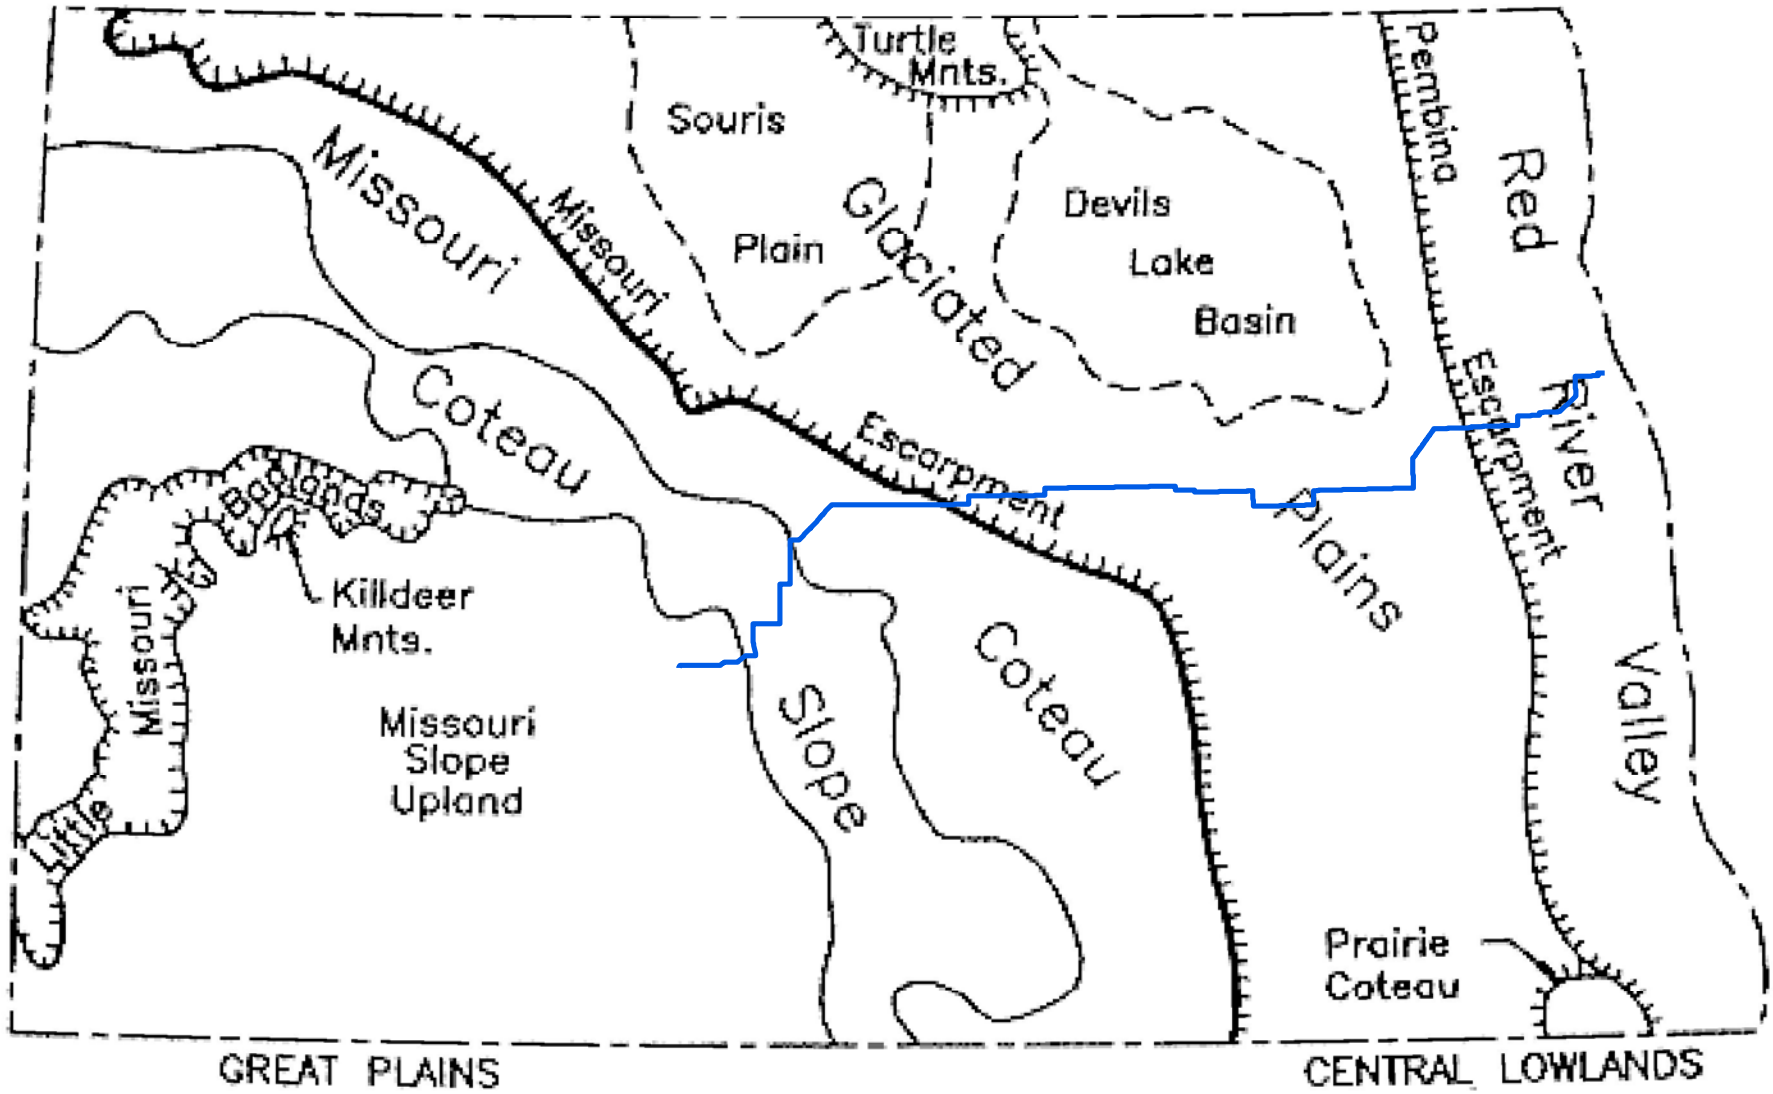 Turtle
Mnts.
Souris
Plain
Devils
Lake
Basin
Pembina
Escarpment
Red
River
Valley
Glaciated
Plains
Missouri
Escarpment
Missouri
Coteau
Coteau
Slope
Badlands
Killdeer
Mnts.
Missouri
Little
Missouri
Slope
Upland
Prairie
Coteau
GREAT PLAINS
CENTRAL LOWLANDS